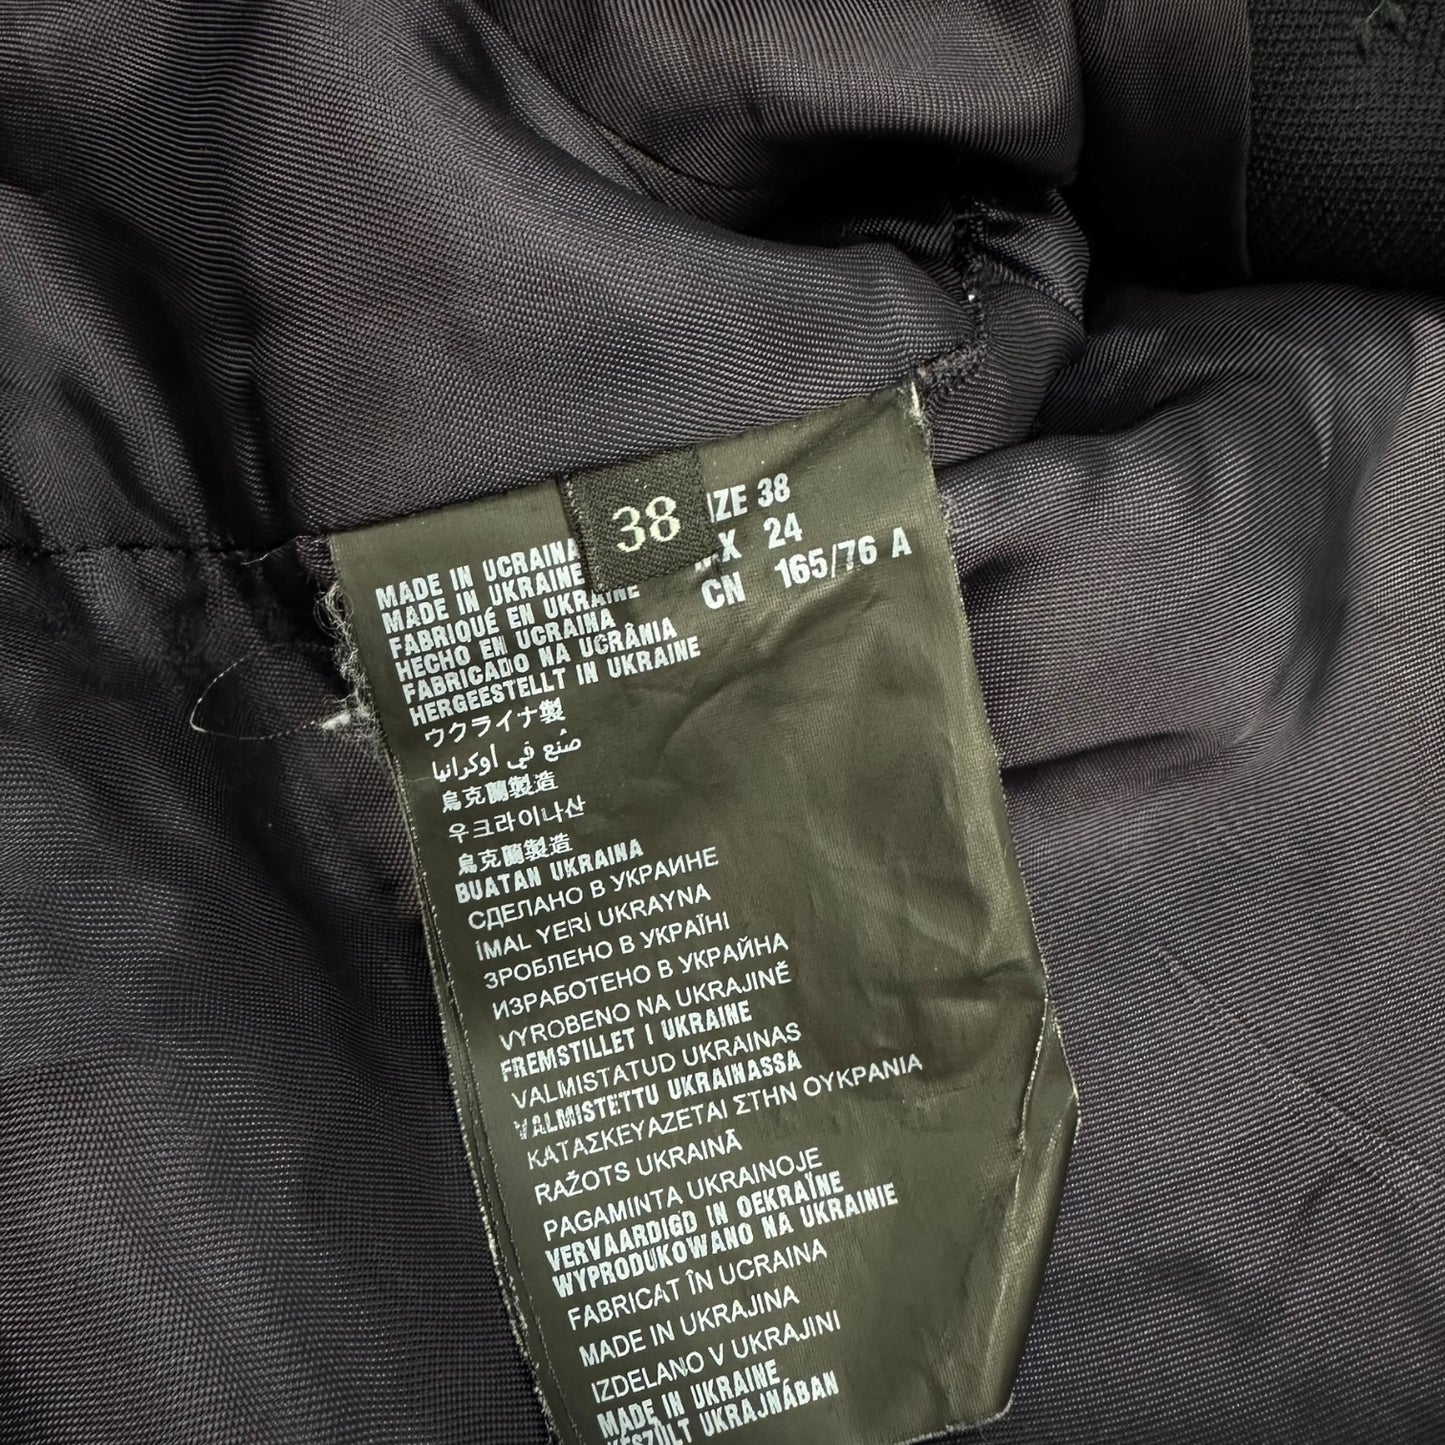 38
IZE 38
X 24
CN 165/76 A
MADE IN UCRAINA
MADE IN UKRAINE
FABRIQUÉ EN UKRAINE
HECHO EN UCRAINA
FABRICADO NA UCRÂNIA
HERGEESTELLT IN UKRAINE
ウクライナ製
صنع في اوكرانيا
烏克蘭製造
우크라이나산
烏克蘭製造
BUATAN UKRAINA
СДЕЛАНО В УКРАИНЕ
İMAL YERİ UKRAYNA
ЗРОБЛЕНО В УКРАЇНІ
ИЗРАБОТЕНО В УКРАЙНА
VYROBENO NA UKRAJINĚ
FREMSTILLET I UKRAINE
VALMISTATUD UKRAINAS
VALMISTETTU UKRAINASSA
ΚΑΤΑΣΚΕΥΑΖΕΤΑΙ ΣΤΗΝ ΟΥΚΡΑΝΙΑ
RAŽOTS UKRAINĀ
PAGAMINTA UKRAINOJE
VERVAARDIGD IN OEKRAÏNE
WYPRODUKOWANO NA UKRAINIE
FABRICAT ÎN UCRAINA
MADE IN UKRAJINA
IZDELANO V UKRAJINI
MADE IN UKRAINE
KÉSZÜLT UKRAJNÁBAN